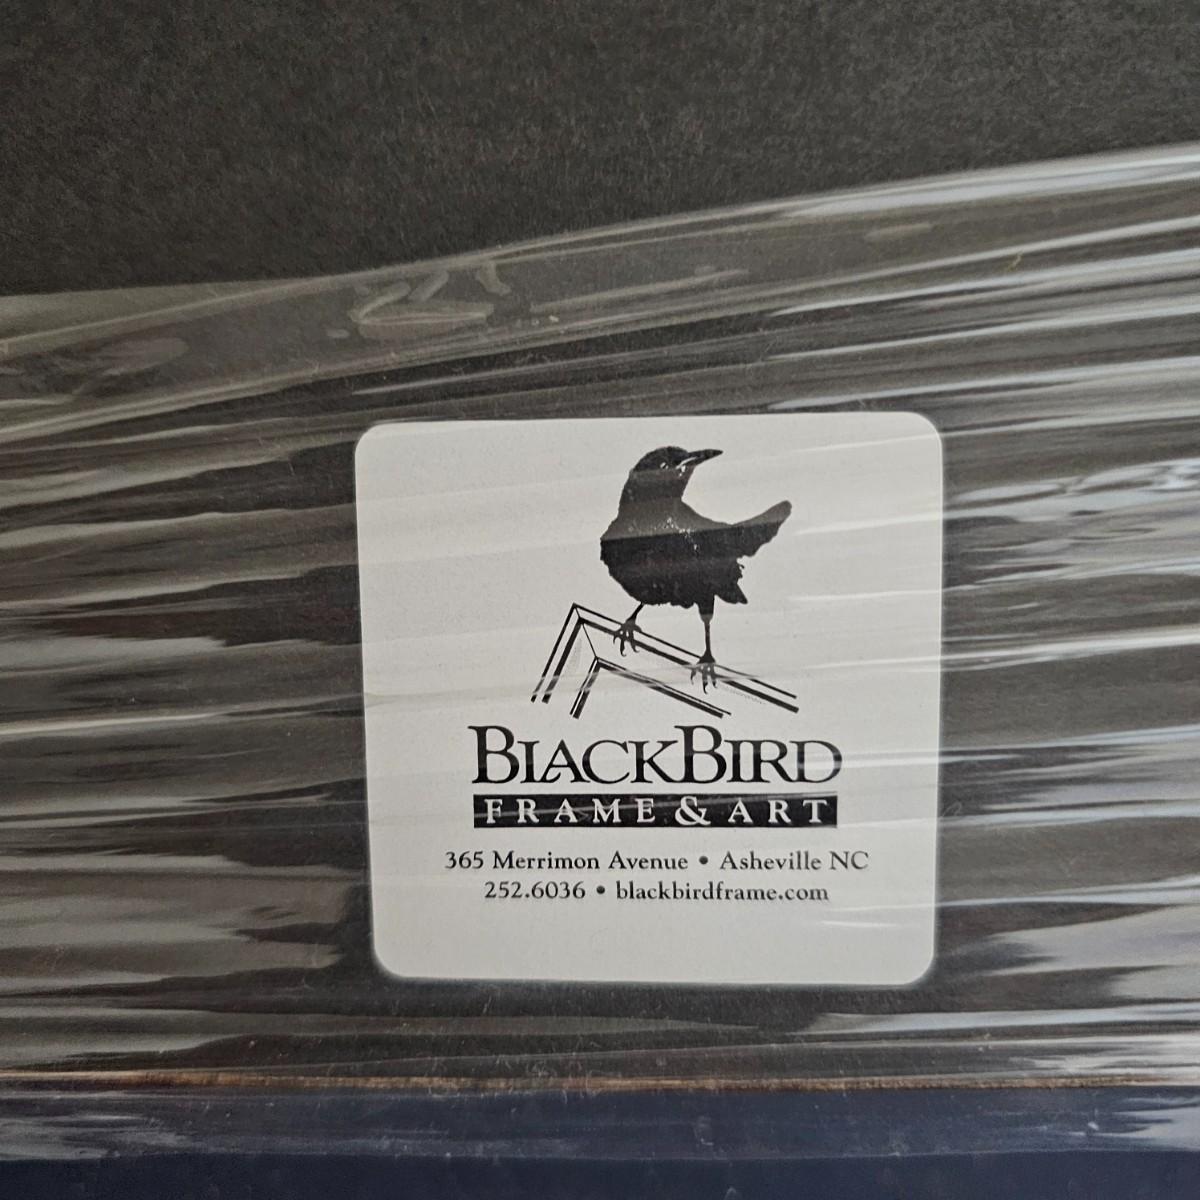 BLACKBIRD
FRAME & ART
365 Merrimon Avenue • Asheville NC
252.6036 • blackbirdframe.com